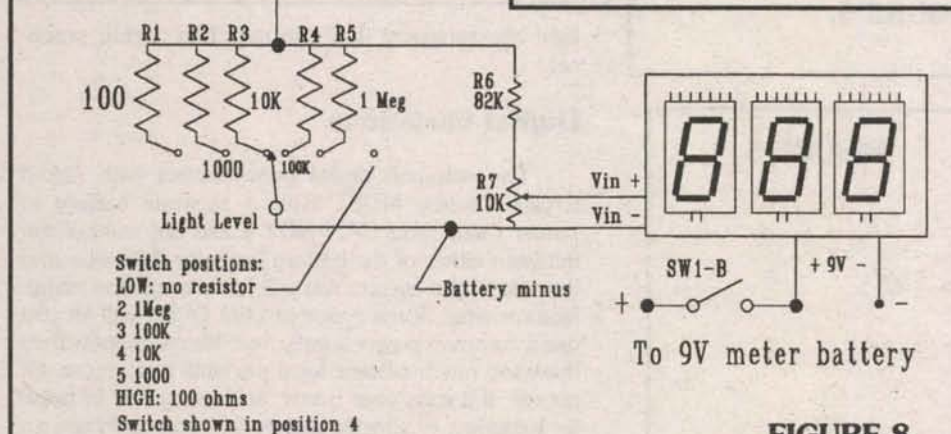 R1 R2 R3 R4 R5
100
10K
1 Meg
1000
100K
Light Level
R6
82K
R7
10K
Switch positions:
LOW: no resistor
2 1Meg
3 100K
4 10K
5 1000
HIGH: 100 ohms
Switch shown in position 4
Battery minus
Vin +
Vin -
SW1-B
+ 9V -
+ -
To 9V meter battery
FIGURE 8